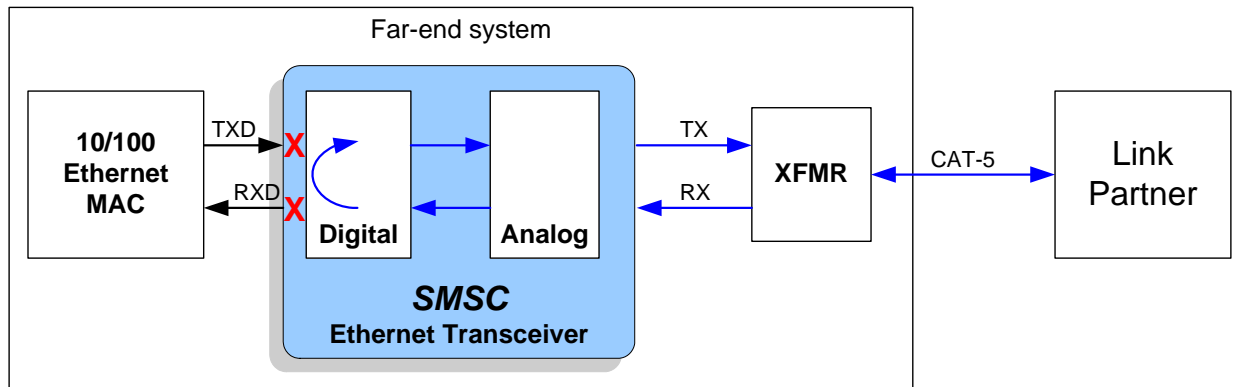 Far-end system
10/100
Ethernet
MAC
TXD
RXD
X
X
Digital
Analog
SMSC
Ethernet Transceiver
TX
RX
XFMR
CAT-5
Link
Partner